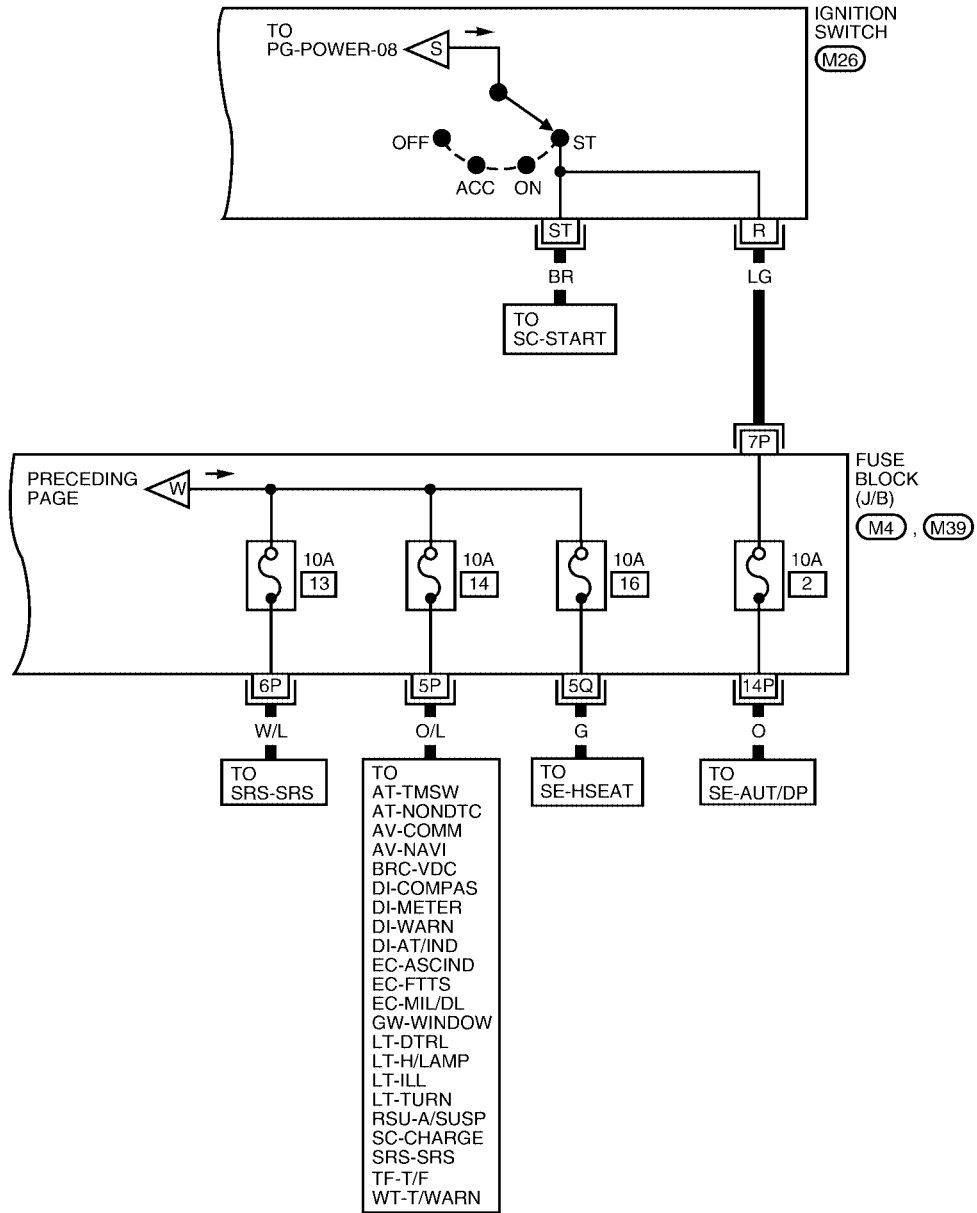 IGNITION
SWITCH
M26
TO
PG-POWER-08
S
OFF
ACC
ON
ST
ST
R
BR
LG
TO
SC-START
7P
FUSE
BLOCK
(J/B)
M4 , M39
PRECEDING
PAGE
W
10A
13
10A
14
10A
16
10A
2
6P
5P
5Q
14P
W/L
O/L
G
O
TO
SRS-SRS
TO
AT-TMSW
AT-NONDTC
AV-COMM
AV-NAVI
BRC-VDC
DI-COMPAS
DI-METER
DI-WARN
DI-AT/IND
EC-ASCIND
EC-FTTS
EC-MIL/DL
GW-WINDOW
LT-DTRL
LT-H/LAMP
LT-ILL
LT-TURN
RSU-A/SUSP
SC-CHARGE
SRS-SRS
TF-T/F
WT-T/WARN
TO
SE-HSEAT
TO
SE-AUT/DP